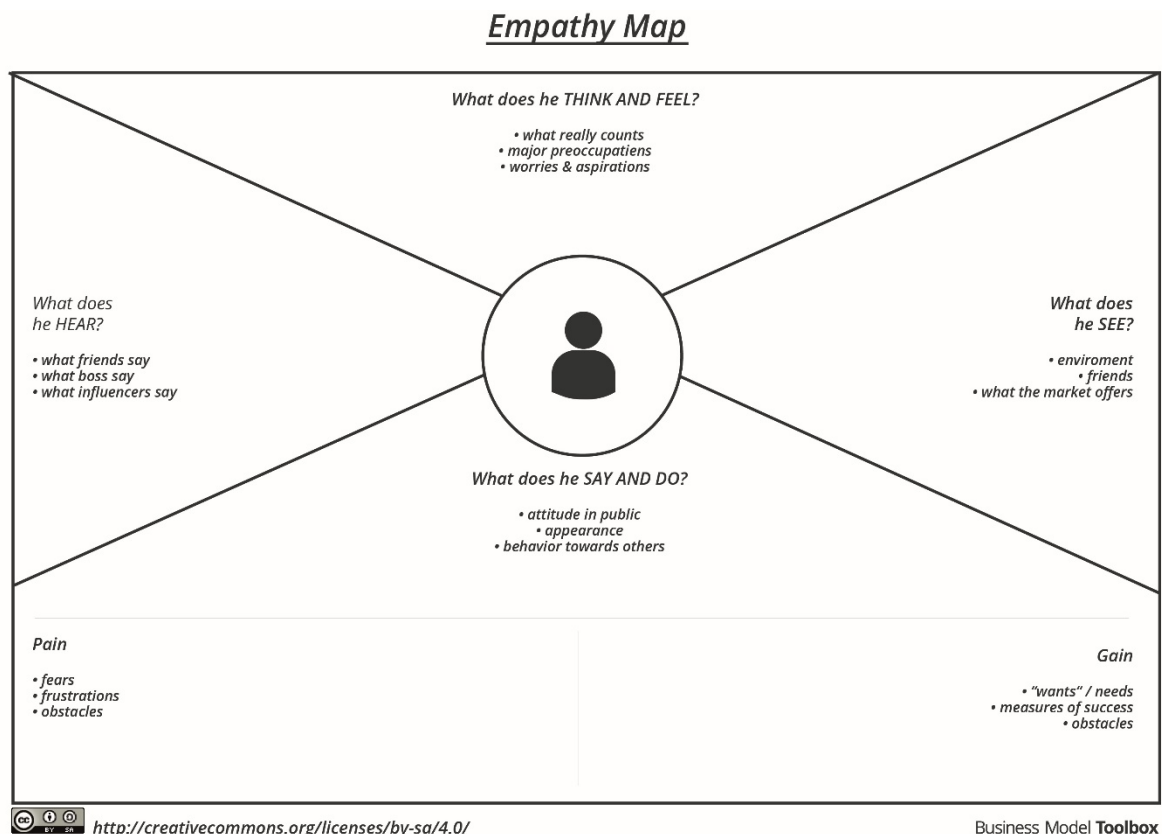 Empathy Map
What does he THINK AND FEEL?
• what really counts
• major preoccupatiens
• worries & aspirations
What does
he HEAR?
• what friends say
• what boss say
• what influencers say
What does
he SEE?
• enviroment
• friends
• what the market offers
What does he SAY AND DO?
• attitude in public
• appearance
• behavior towards others
Pain
• fears
• frustrations
• obstacles
Gain
• “wants” / needs
• measures of success
• obstacles
cc BY SA
http://creativecommons.org/licenses/by-sa/4.0/
Business Model Toolbox